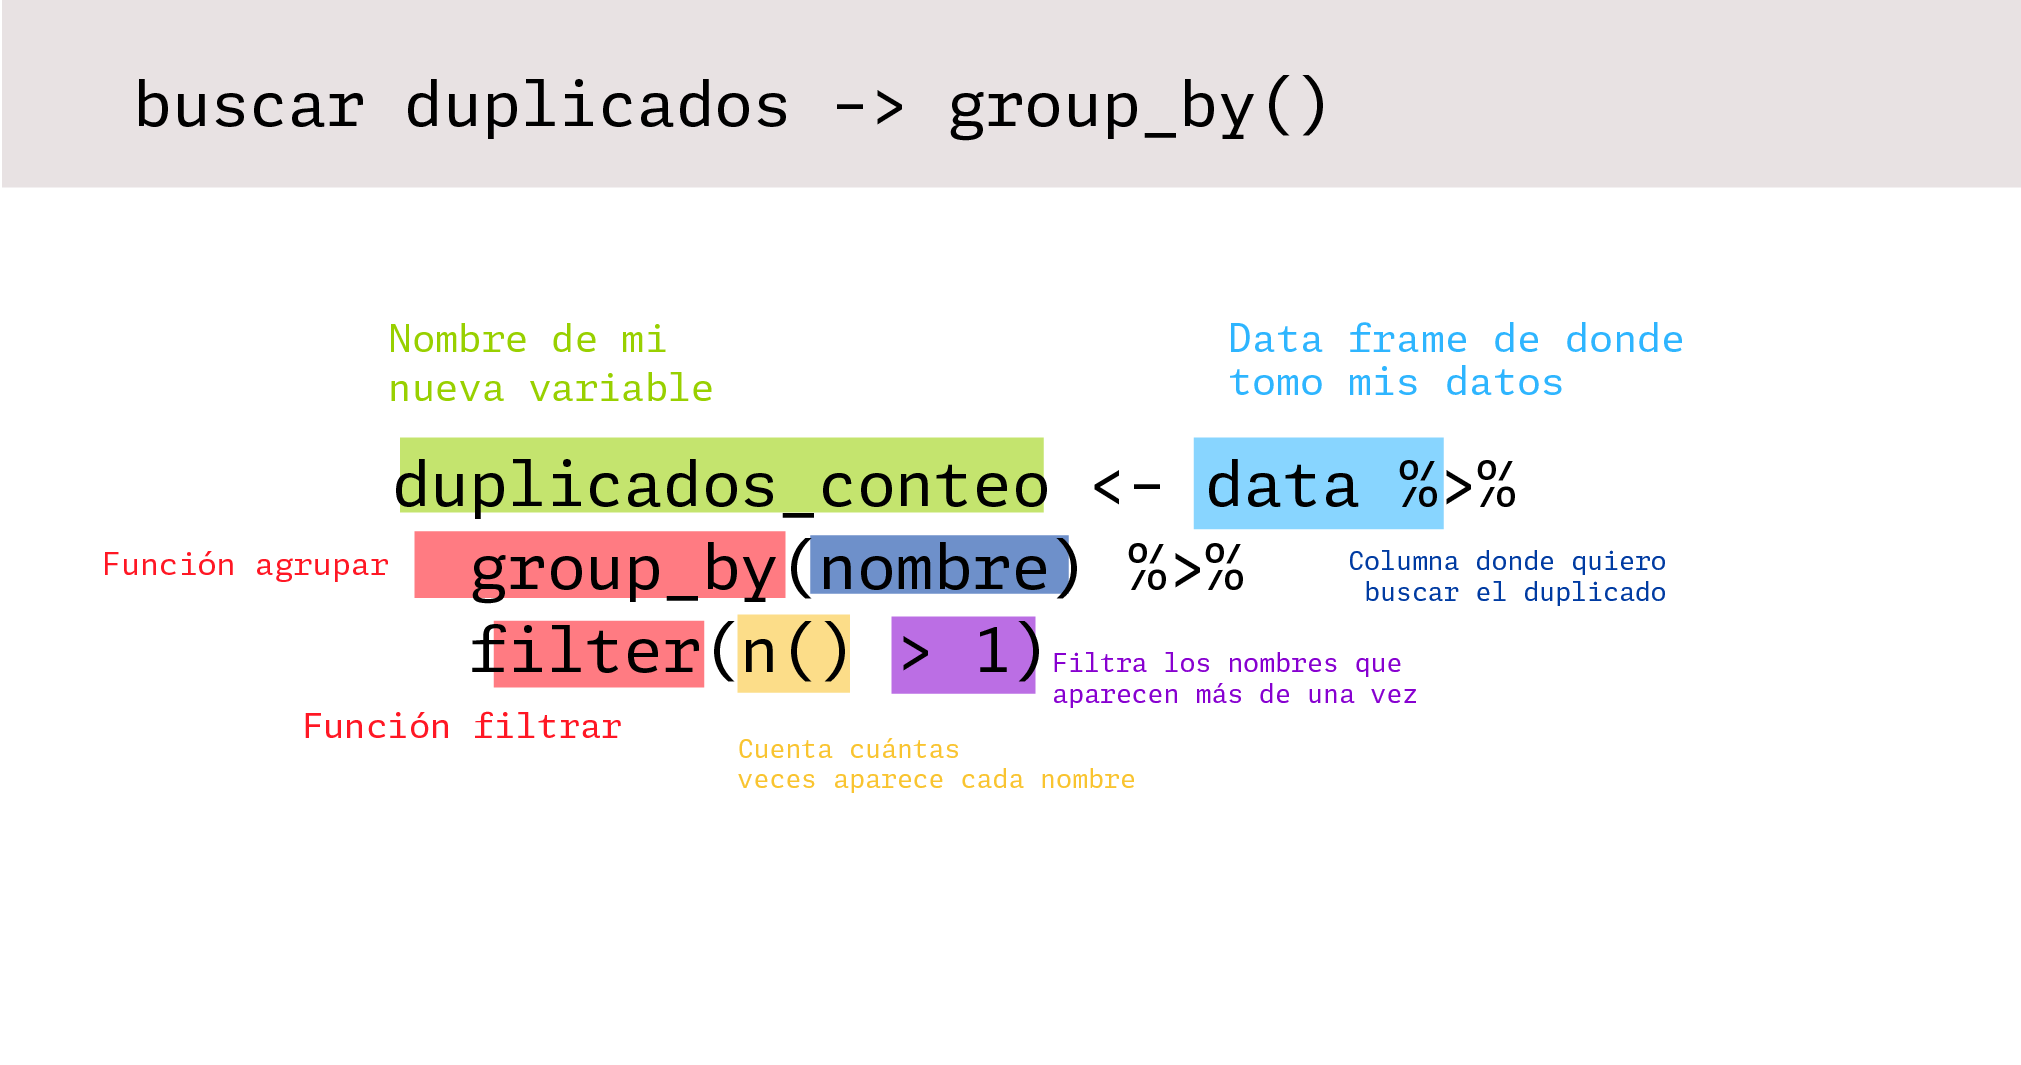 buscar duplicados -> group_by()
Nombre de mi
nueva variable
Data frame de donde
tomo mis datos
duplicados_conteo <- data %>%
Función agrupar
group_by(nombre) %>%
Columna donde quiero
buscar el duplicado
filter(n() > 1)
Filtra los nombres que
aparecen más de una vez
Función filtrar
Cuenta cuántas
veces aparece cada nombre